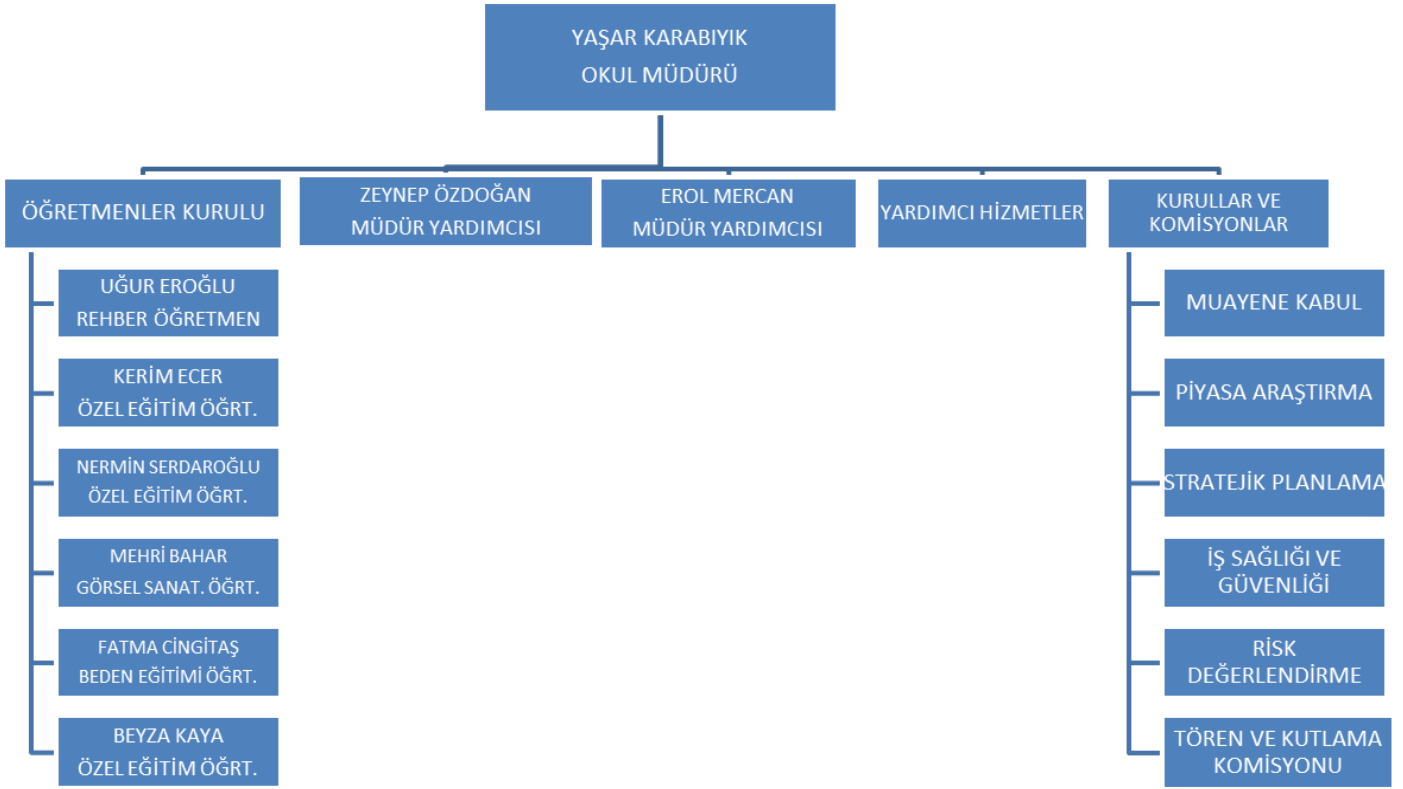 YAŞAR KARABIYIK
OKUL MÜDÜRÜ
ÖĞRETMENLER KURULU
ZEYNEP ÖZDOĞAN
MÜDÜR YARDIMCISI
EROL MERCAN
MÜDÜR YARDIMCISI
YARDIMCI HİZMETLER
KURULLAR VE
KOMİSYONLAR
UĞUR EROĞLU
REHBER ÖĞRETMEN
KERİM ECER
ÖZEL EĞİTİM ÖĞRT.
NERMİN SERDAROĞLU
ÖZEL EĞİTİM ÖĞRT.
MEHRİ BAHAR
GÖRSEL SANAT. ÖĞRT.
FATMA CİNGİTAŞ
BEDEN EĞİTİMİ ÖĞRT.
BEYZA KAYA
ÖZEL EĞİTİM ÖĞRT.
MUAYENE KABUL
PİYASA ARAŞTIRMA
STRATEJİK PLANLAMA
İŞ SAĞLIĞI VE
GÜVENLİĞİ
RİSK
DEĞERLENDİRME
TÖREN VE KUTLAMA
KOMİSYONU